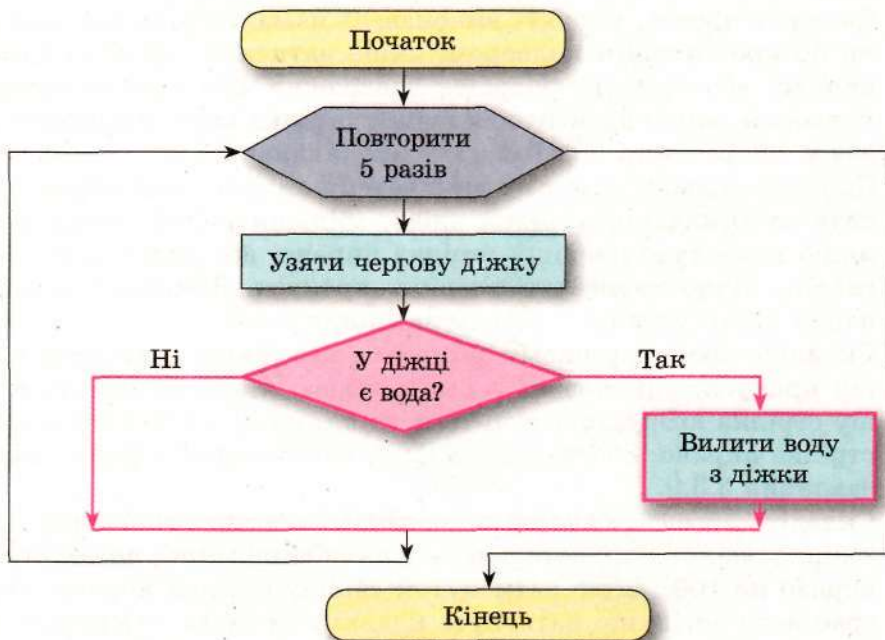 Початок
Повторити
5 разів
Узяти чергову діжку
У діжці
є вода?
Ні
Так
Вилити воду
з діжки
Кінець